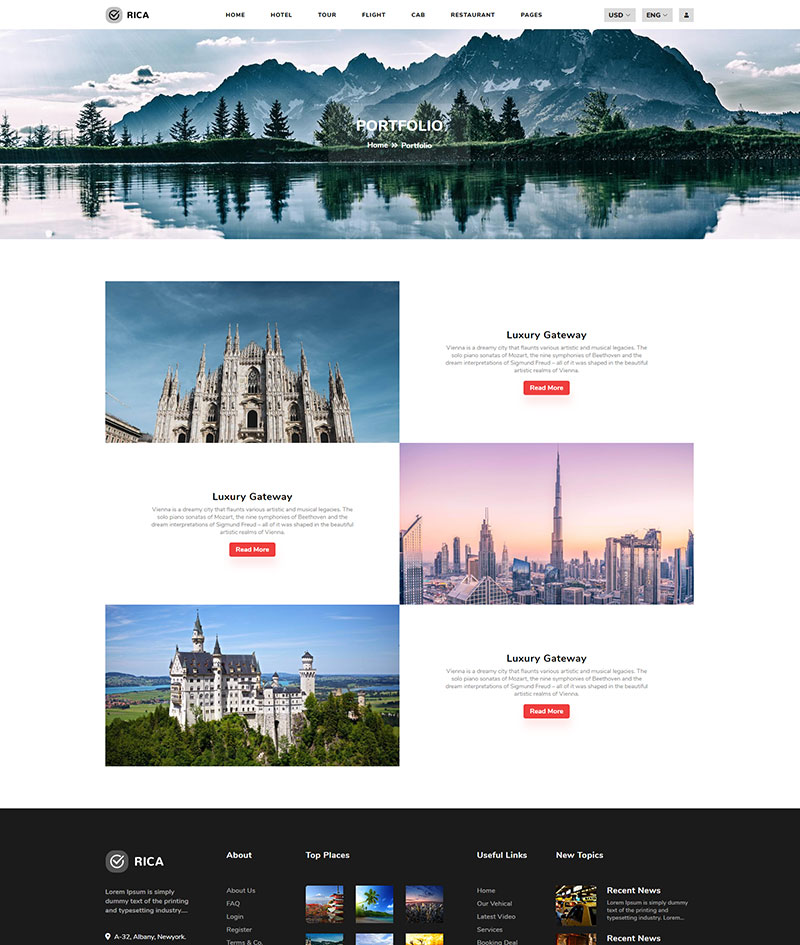 RICA
HOME
HOTEL
TOUR
FLIGHT
CAB
RESTAURANT
PAGES
USD
ENG
PORTFOLIO
Home » Portfolio
Luxury Gateway
Vienna is a dreamy city that flaunts various artistic and musical legacies. The
solo piano sonatas of Mozart, the nine symphonies of Beethoven and the
dream interpretations of Sigmund Freud – all of it was shaped in the beautiful
artistic realms of Vienna.
Read More
Luxury Gateway
Vienna is a dreamy city that flaunts various artistic and musical legacies. The
solo piano sonatas of Mozart, the nine symphonies of Beethoven and the
dream interpretations of Sigmund Freud – all of it was shaped in the beautiful
artistic realms of Vienna.
Read More
Luxury Gateway
Vienna is a dreamy city that flaunts various artistic and musical legacies. The
solo piano sonatas of Mozart, the nine symphonies of Beethoven and the
dream interpretations of Sigmund Freud – all of it was shaped in the beautiful
artistic realms of Vienna.
Read More
RICA
Lorem Ipsum is simply
dummy text of the printing
and typesetting industry....
A-32, Albany, Newyork.
About
About Us
FAQ
Login
Register
Terms & Co.
Top Places
Useful Links
Home
Our Vehical
Latest Video
Services
Booking Deal
New Topics
Recent News
Lorem Ipsum is simply dummy
text of the printing and
typesetting industry. Lorem...
Recent News
Lorem Ipsum is simply dummy